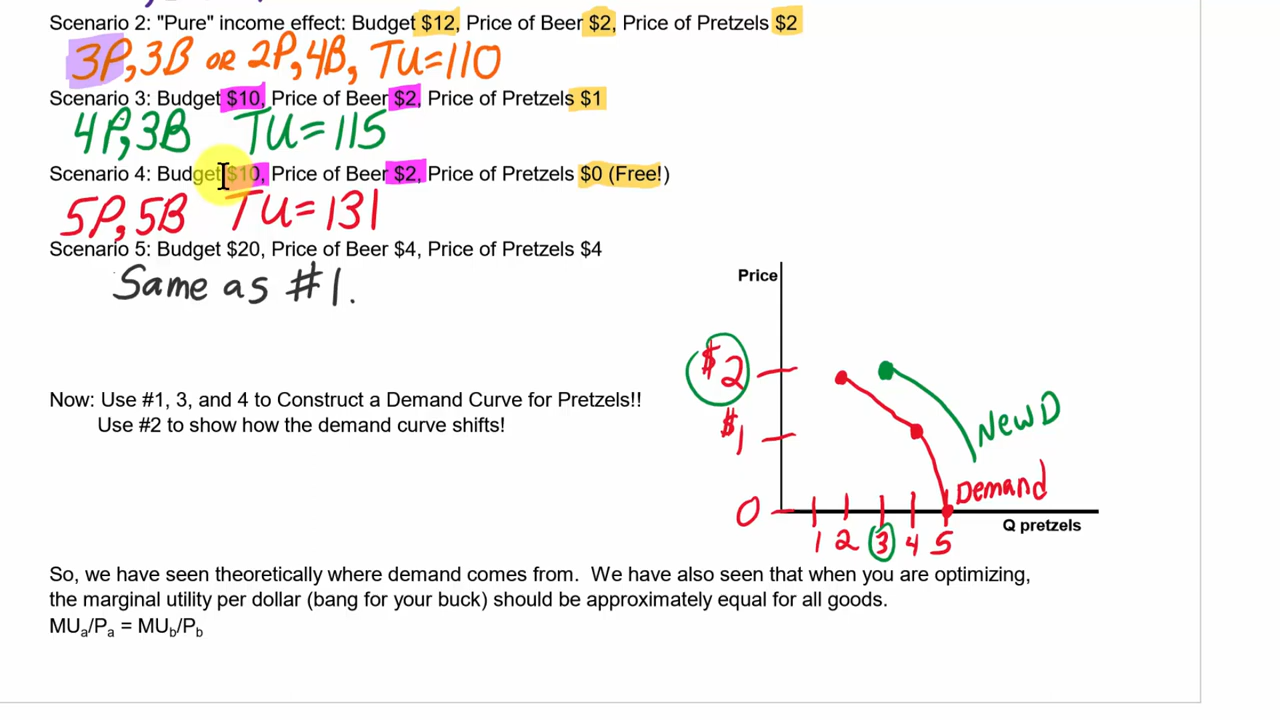 Scenario 2: "Pure" income effect: Budget $12, Price of Beer $2, Price of Pretzels $2
3P, 3B OR 2P, 4B, TU=110
Scenario 3: Budget $10, Price of Beer $2, Price of Pretzels $1
4P, 3B TU=115
Scenario 4: Budget $10, Price of Beer $2, Price of Pretzels $0 (Free!)
5P, 5B TU=131
Scenario 5: Budget $20, Price of Beer $4, Price of Pretzels $4
Same as #1.
Price
$2
Now: Use #1, 3, and 4 to Construct a Demand Curve for Pretzels!!
Use #2 to show how the demand curve shifts!
New D
$1
Demand
0
Q pretzels
1 2 3 4 5
So, we have seen theoretically where demand comes from. We have also seen that when you are optimizing,
the marginal utility per dollar (bang for your buck) should be approximately equal for all goods.
MUa/Pa = MUb/Pb